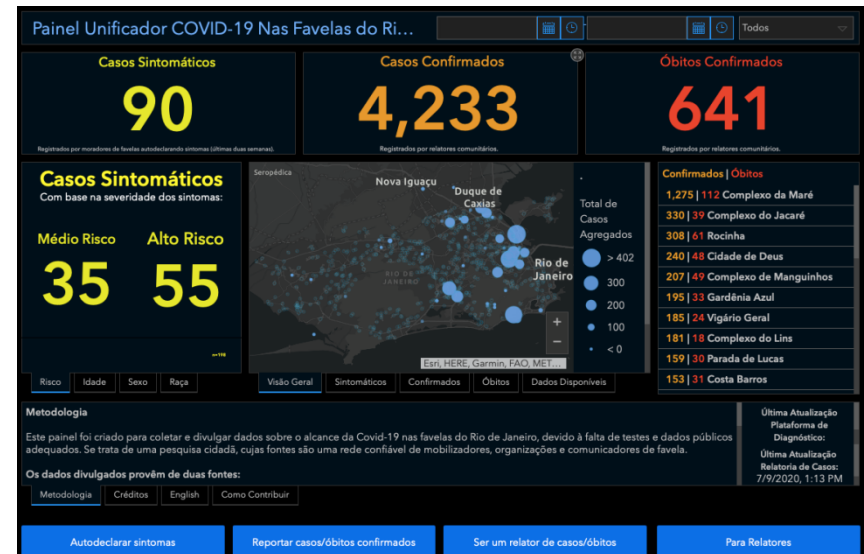 Painel Unificador COVID-19 Nas Favelas do Ri...
Todos
Casos Sintomáticos
90
Registrados por moradores de favelas autodeclarando sintomas (últimas duas semanas).
Casos Confirmados
4,233
Registrados por relatores comunitários.
Óbitos Confirmados
641
Registrados por relatores comunitários.
Casos Sintomáticos
Com base na severidade dos sintomas:
Médio Risco
35
Alto Risco
55
Risco
Idade
Sexo
Raça
Seropédica
Nova Iguaçu
Duque de
Caxias
RIO DE
JANEIRO
Rio de
Janeiro
+
−
Esri, HERE, Garmin, FAO, MET...
Total de
Casos
Agregados
> 402
300
200
100
< 0
Visão Geral
Sintomáticos
Confirmados
Óbitos
Dados Disponíveis
Confirmados | Óbitos
1,275 | 112 Complexo da Maré
330 | 39 Complexo do Jacaré
308 | 61 Rocinha
240 | 48 Cidade de Deus
207 | 49 Complexo de Manguinhos
195 | 33 Gardênia Azul
185 | 24 Vigário Geral
181 | 18 Complexo do Lins
159 | 30 Parada de Lucas
153 | 31 Costa Barros
Metodologia
Este painel foi criado para coletar e divulgar dados sobre o alcance da Covid-19 nas favelas do Rio de Janeiro, devido à falta de testes e dados públicos
adequados. Se trata de uma pesquisa cidadã, cujas fontes são uma rede confiável de mobilizadores, organizações e comunicadores de favela.
Os dados divulgados provêm de duas fontes:
Metodologia
Créditos
English
Como Contribuir
Última Atualização
Plataforma de
Diagnóstico:
Última Atualização
Relatoria de Casos:
7/9/2020, 1:13 PM
Autodeclarar sintomas
Reportar casos/óbitos confirmados
Ser um relator de casos/óbitos
Para Relatores